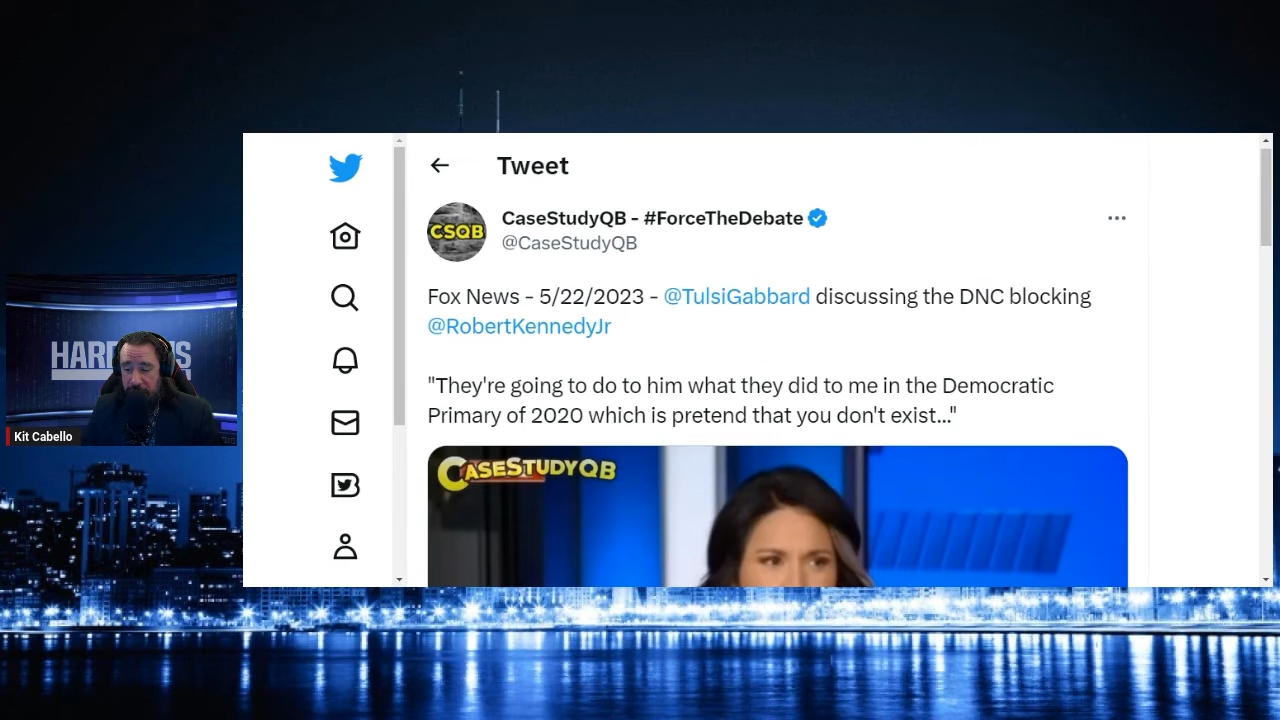 Tweet
CaseStudyQB - #ForceTheDebate
@CaseStudyQB
CSQB
Fox News - 5/22/2023 - @TulsiGabbard discussing the DNC blocking
@RobertKennedyJr
"They're going to do to him what they did to me in the Democratic
Primary of 2020 which is pretend that you don't exist..."
CASESTUDYQB
Kit Cabello